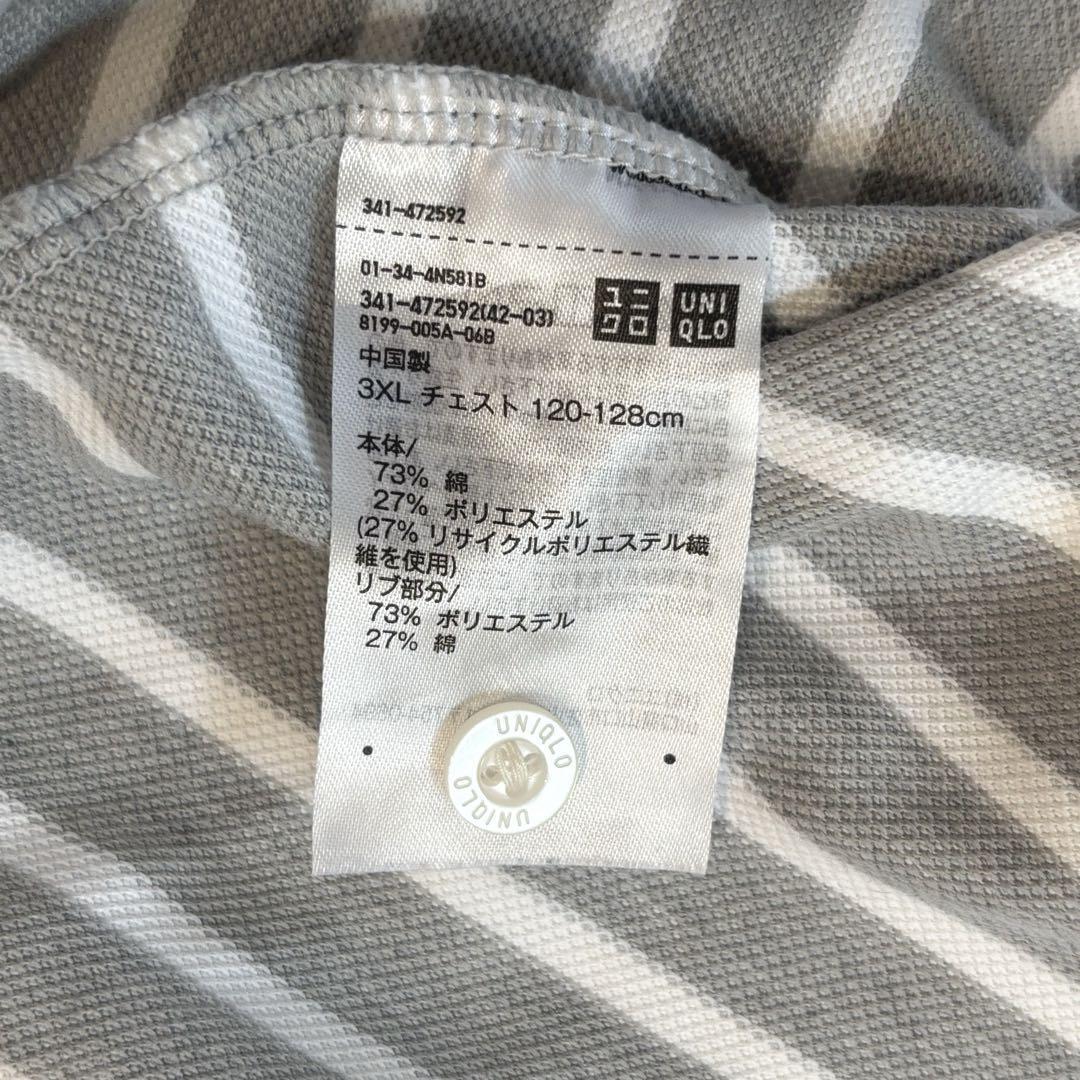 341-472592
01-34-4N581B
341-472592(42-03)
8199-005A-06B
ユニ
クロ
UNI
QLO
中国製
3XL チェスト 120-128cm
本体/
73% 綿
27% ポリエステル
(27% リサイクルポリエステル繊
維を使用)
リブ部分/
73% ポリエステル
27% 綿
UNIQLO
UNIQLO